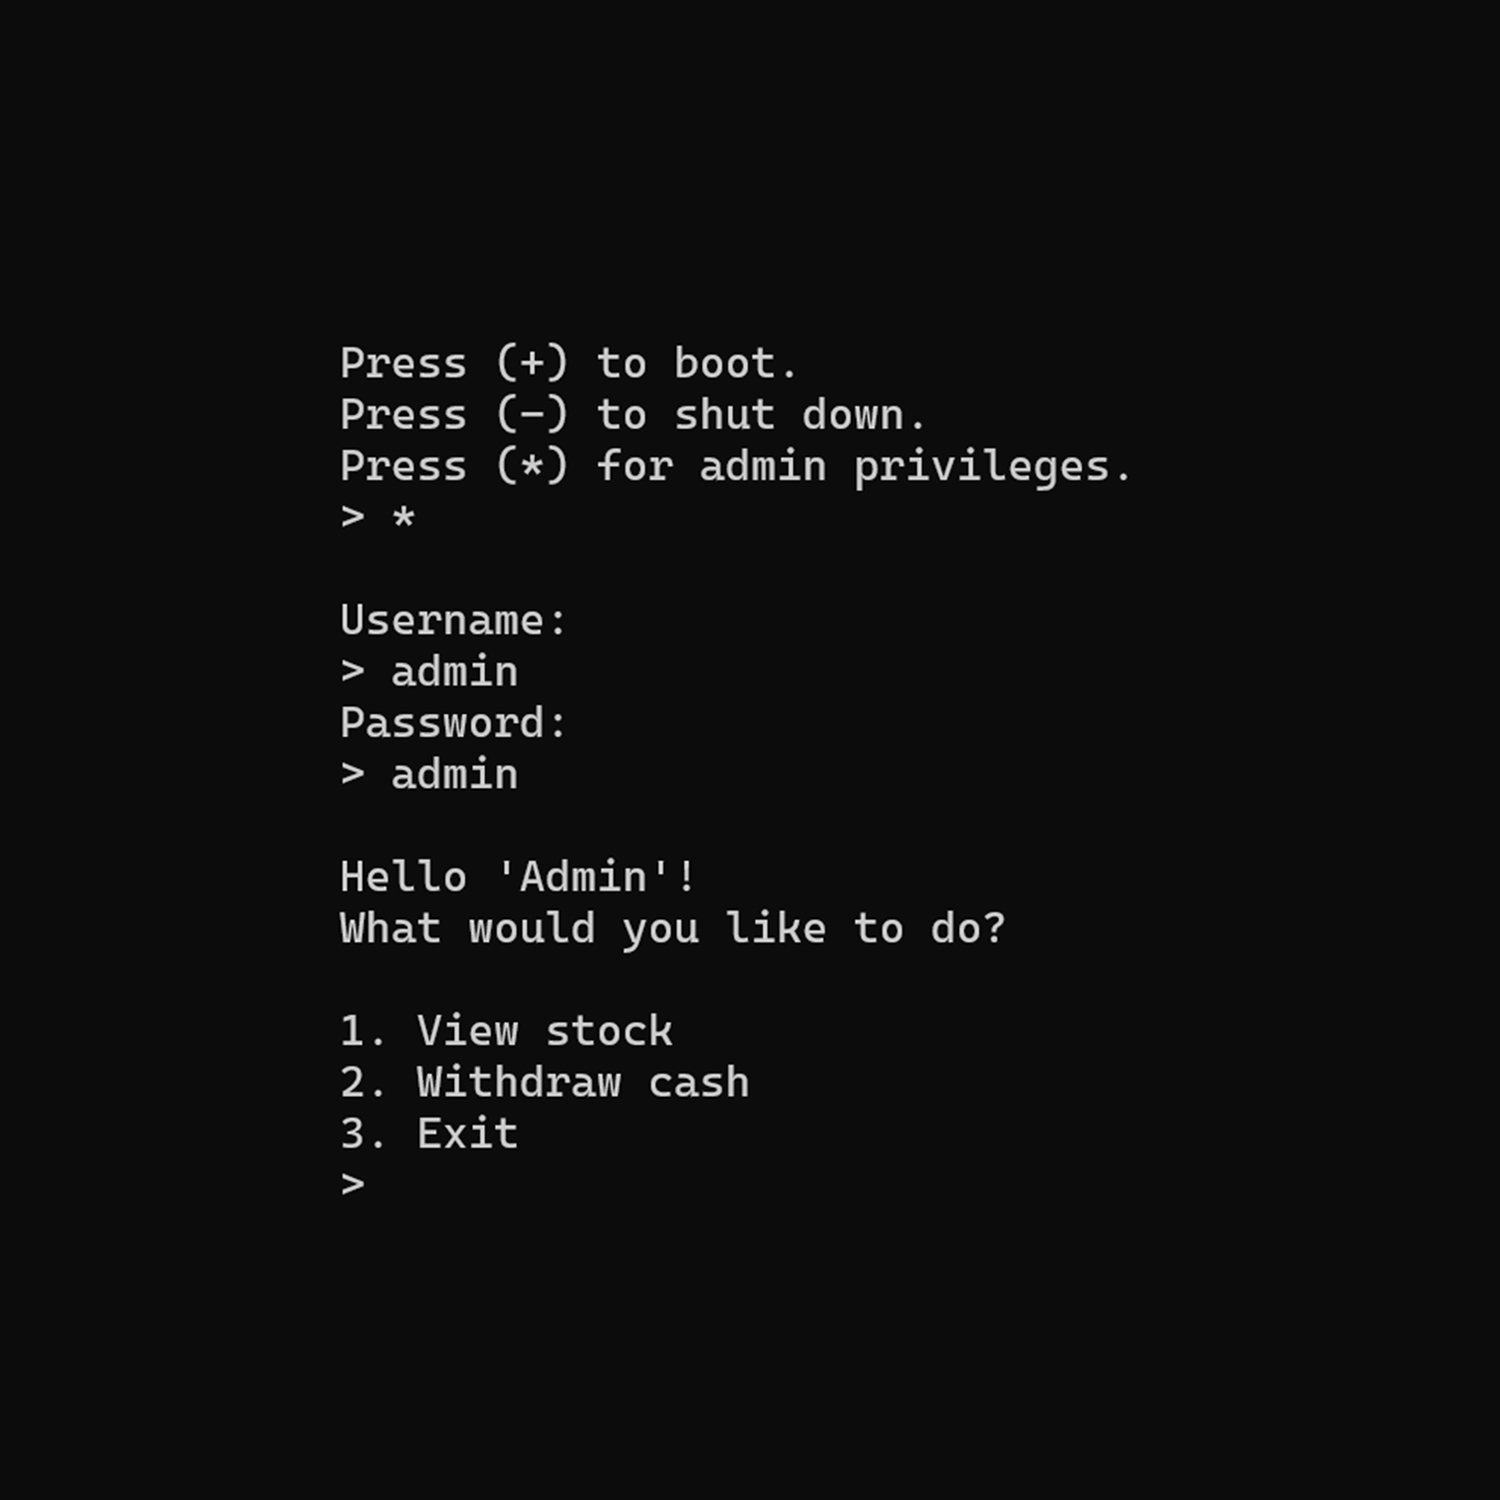 Press (+) to boot.
Press (-) to shut down.
Press (*) for admin privileges.
> *
Username:
> admin
Password:
> admin
Hello 'Admin'!
What would you like to do?
1. View stock
2. Withdraw cash
3. Exit
>